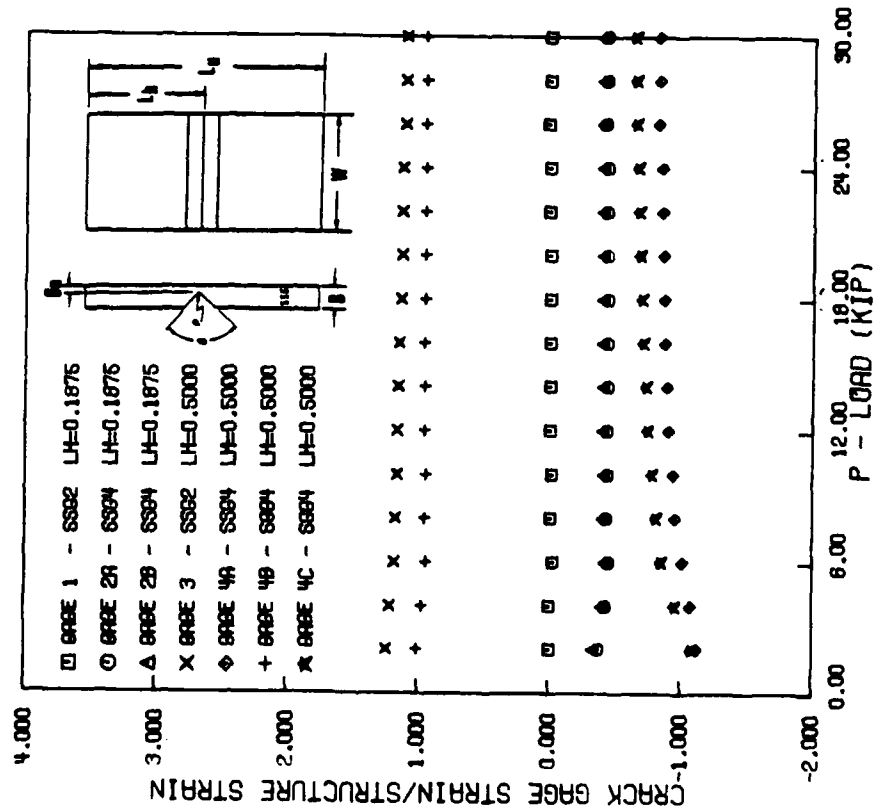 CRACK GAGE STRAIN/STRUCTURE STRAIN
4.000
3.000
2.000
1.000
0.000
-1.000
-2.000
GAGE 1 - SSG2 LH=0.1875
GAGE 2A - SSG4 LH=0.1875
GAGE 2B - SSG4 LH=0.1875
GAGE 3 - SSG2 LH=0.5000
GAGE 4A - SSG4 LH=0.5000
GAGE 4B - SGG4 LH=0.5000
GAGE 4C - SGG4 LH=0.5000
B
W
0.00
6.00
12.00
18.00
24.00
30.00
P - LOAD (KIP)